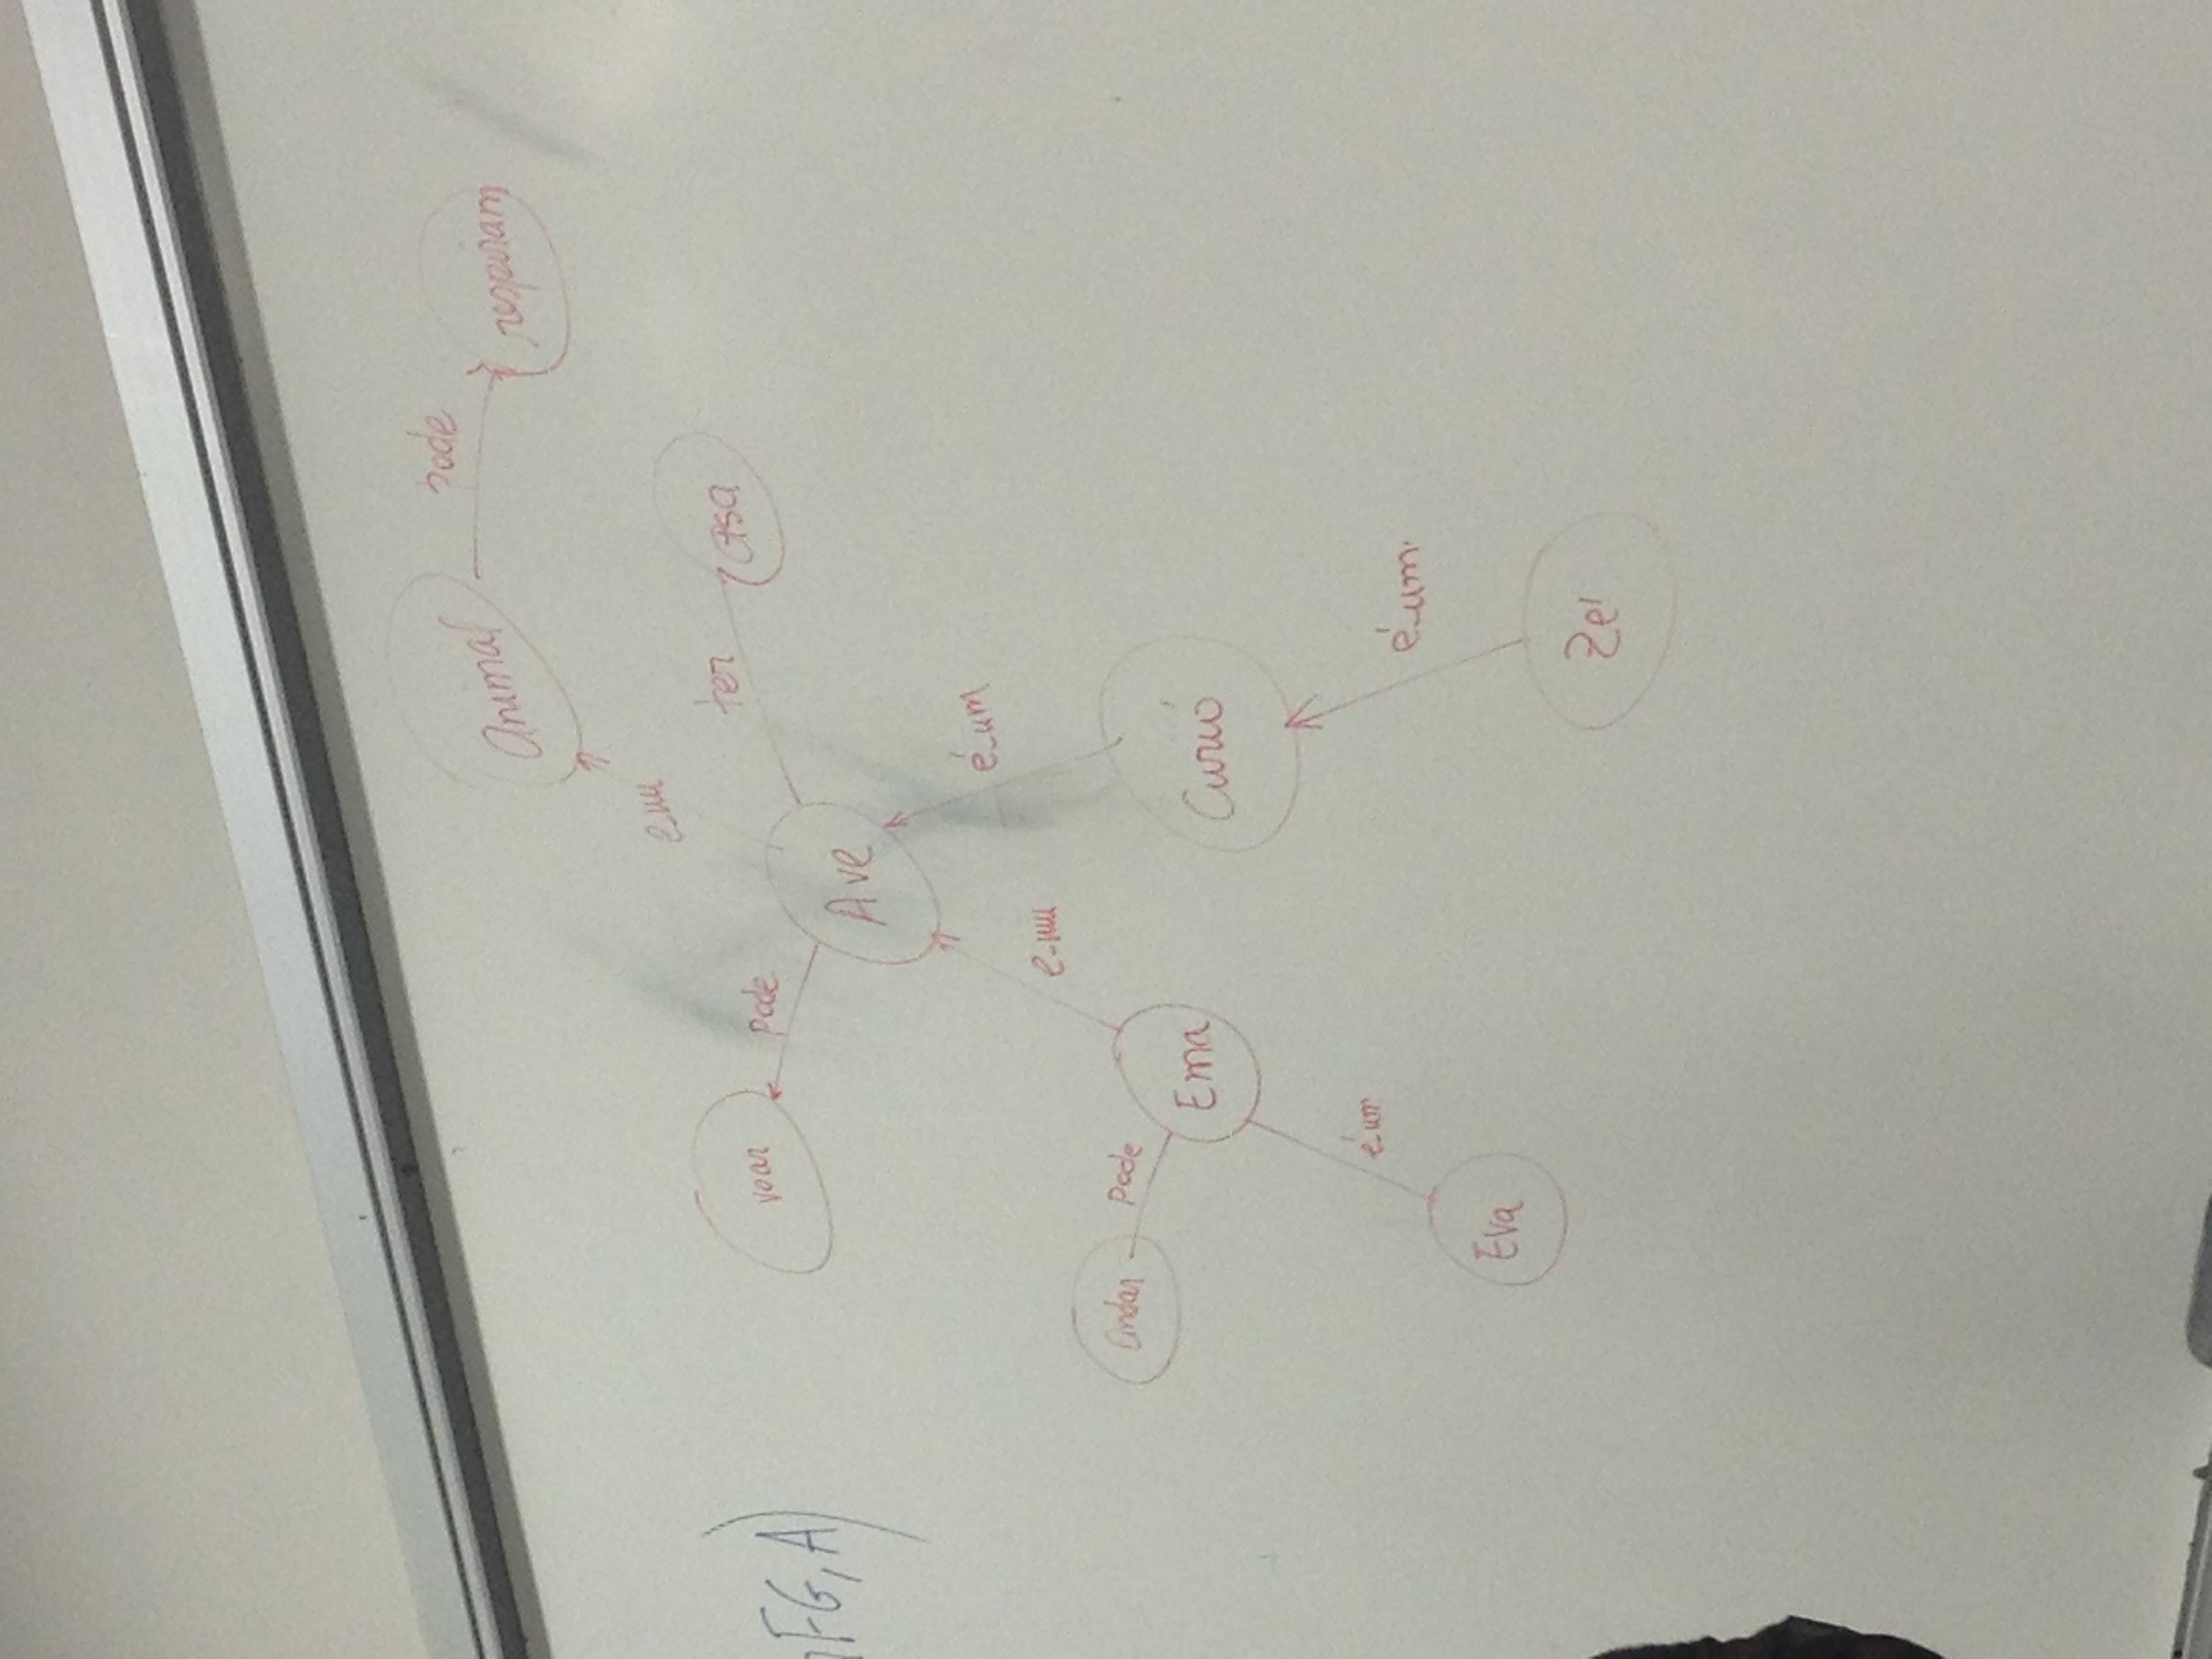 pode
Animal
respiram
é_um
ter
asa
voar
pode
FG, A)
Ave
é_um
é_um
andar
Pode
Ema
Curió
é_um
é_um
Eva
Zé